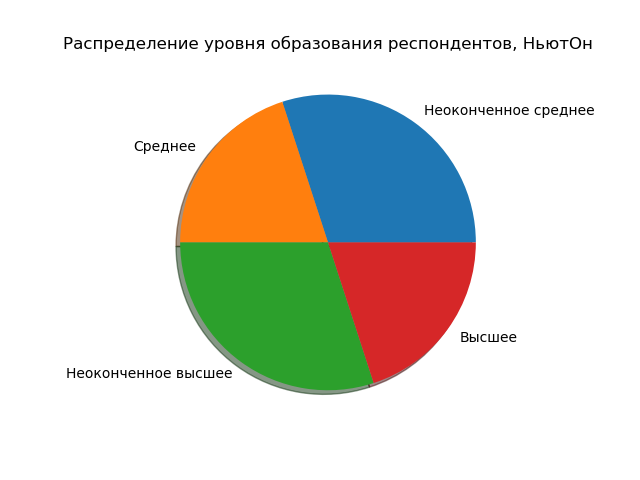 Распределение уровня образования респондентов, НьютОн
Неоконченное среднее
Среднее
Высшее
Неоконченное высшее